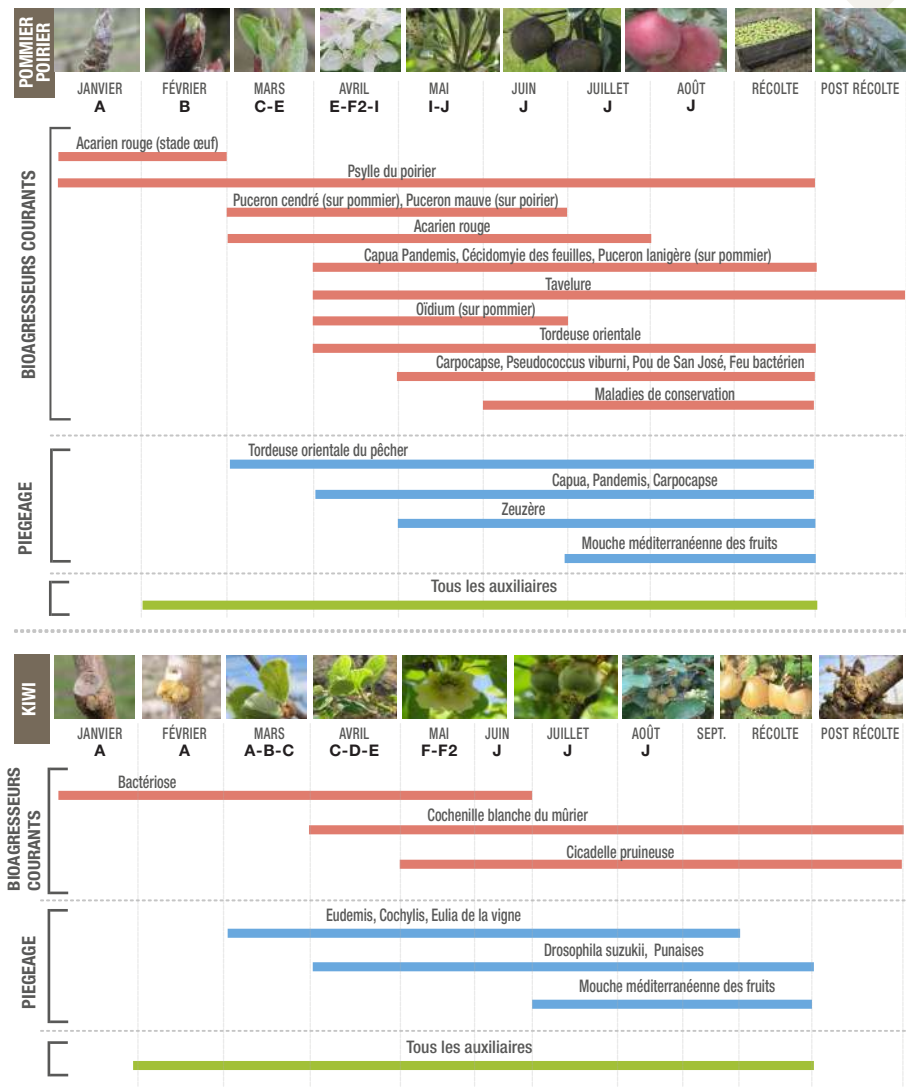 POMMIER
POIRIER
JANVIER FÉVRIER MARS AVRIL MAI JUIN JUILLET AOÛT RÉCOLTE POST RÉCOLTE
A B C-E E-F2-I I-J J J J
BIOAGRESSEURS COURANTS
Acarien rouge (stade œuf)
Psylle du poirier
Puceron cendré (sur pommier), Puceron mauve (sur poirier)
Acarien rouge
Capua Pandemis, Cécidomyie des feuilles, Puceron lanigère (sur pommier)
Tavelure
Oïdium (sur pommier)
Tordeuse orientale
Carpocapse, Pseudococcus viburni, Pou de San José, Feu bactérien
Maladies de conservation
PIEGEAGE
Tordeuse orientale du pêcher
Capua, Pandemis, Carpocapse
Zeuzère
Mouche méditerranéenne des fruits
Tous les auxiliaires
KIWI
JANVIER FÉVRIER MARS AVRIL MAI JUIN JUILLET AOÛT SEPT. RÉCOLTE POST RÉCOLTE
A A A-B-C C-D-E F-F2 J J J
BIOAGRESSEURS
COURANTS
Bactériose
Cochenille blanche du mûrier
Cicadelle pruineuse
PIEGEAGE
Eudemis, Cochylis, Eulia de la vigne
Drosophila suzukii, Punaises
Mouche méditerranéenne des fruits
Tous les auxiliaires